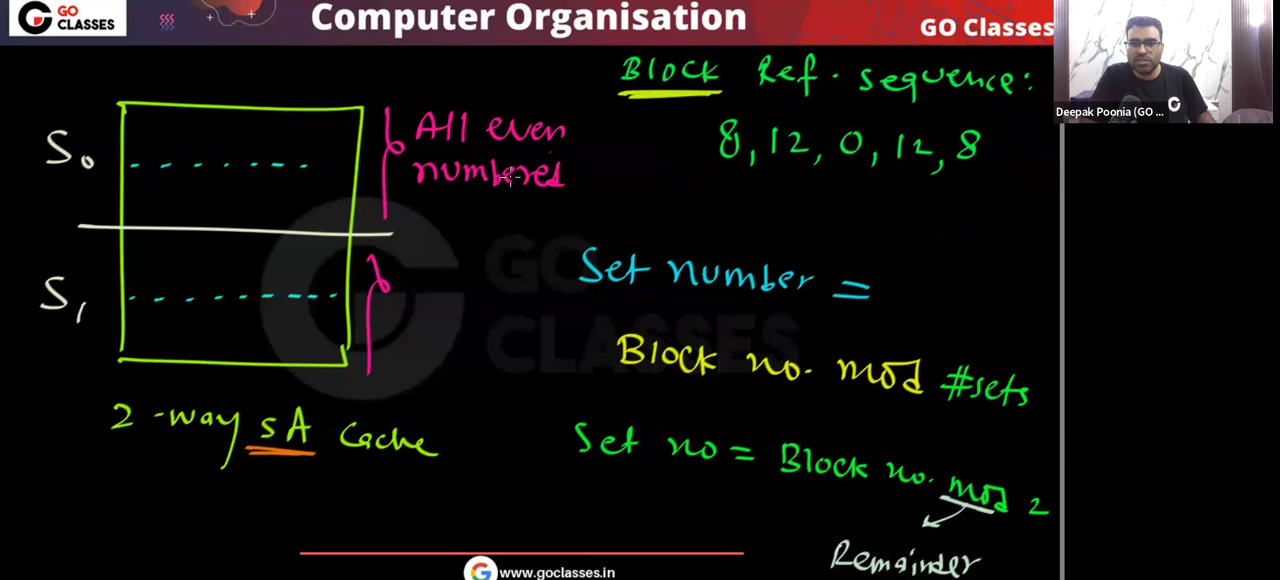 GO
CLASSES
Computer Organisation
GO Classes
Deepak Poonia (GO ...
BLOCK Ref. sequence:
8, 12, 0, 12, 8
S0
All even
numbered
S1
Set number =
Block no. mod #sets
2-way SA Cache
Set no = Block no. mod 2
Remainder
GO
CLASSES
www.goclasses.in